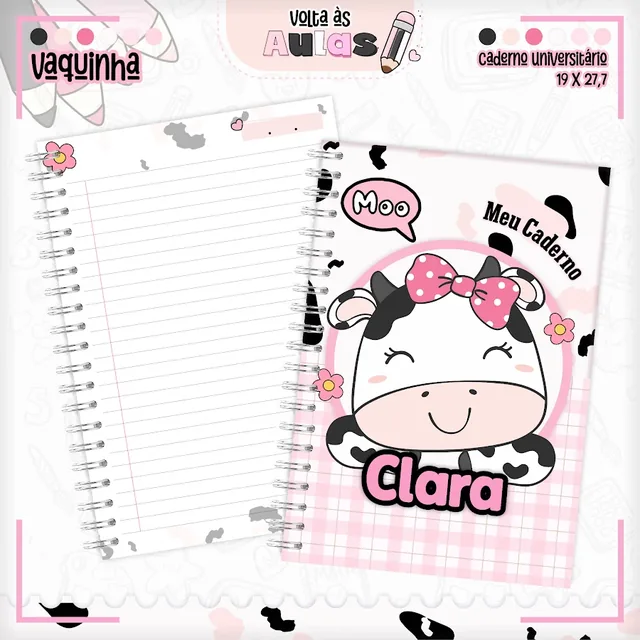 Volta às
Aulas
Vaquinha
caderno universitário
19 X 27,7
Moo
Meu Caderno
Clara